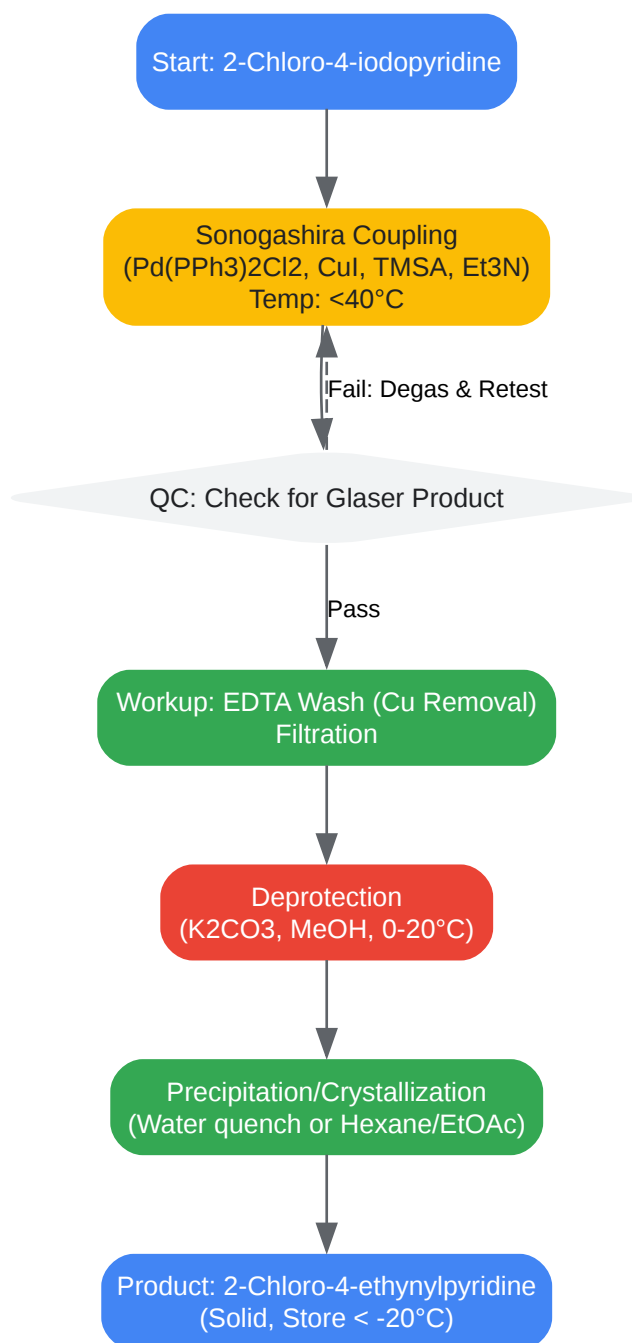 Start: 2-Chloro-4-iodopyridine
Sonogashira Coupling
(Pd(PPh3)2Cl2, CuI, TMSA, Et3N)
Temp: <40°C
Fail: Degas & Retest
QC: Check for Glaser Product
Pass
Workup: EDTA Wash (Cu Removal)
Filtration
Deprotection
(K2CO3, MeOH, 0-20°C)
Precipitation/Crystallization
(Water quench or Hexane/EtOAc)
Product: 2-Chloro-4-ethynylpyridine
(Solid, Store < -20°C)